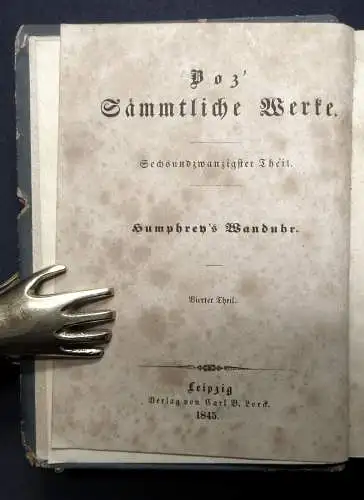 Boz'
Sämmtliche Werke.
Sechsundzwanzigster Theil.
Humphrey's Wanduhr.
Vierter Theil.
Leipzig
Verlag von Carl B. Lorck.
1845.